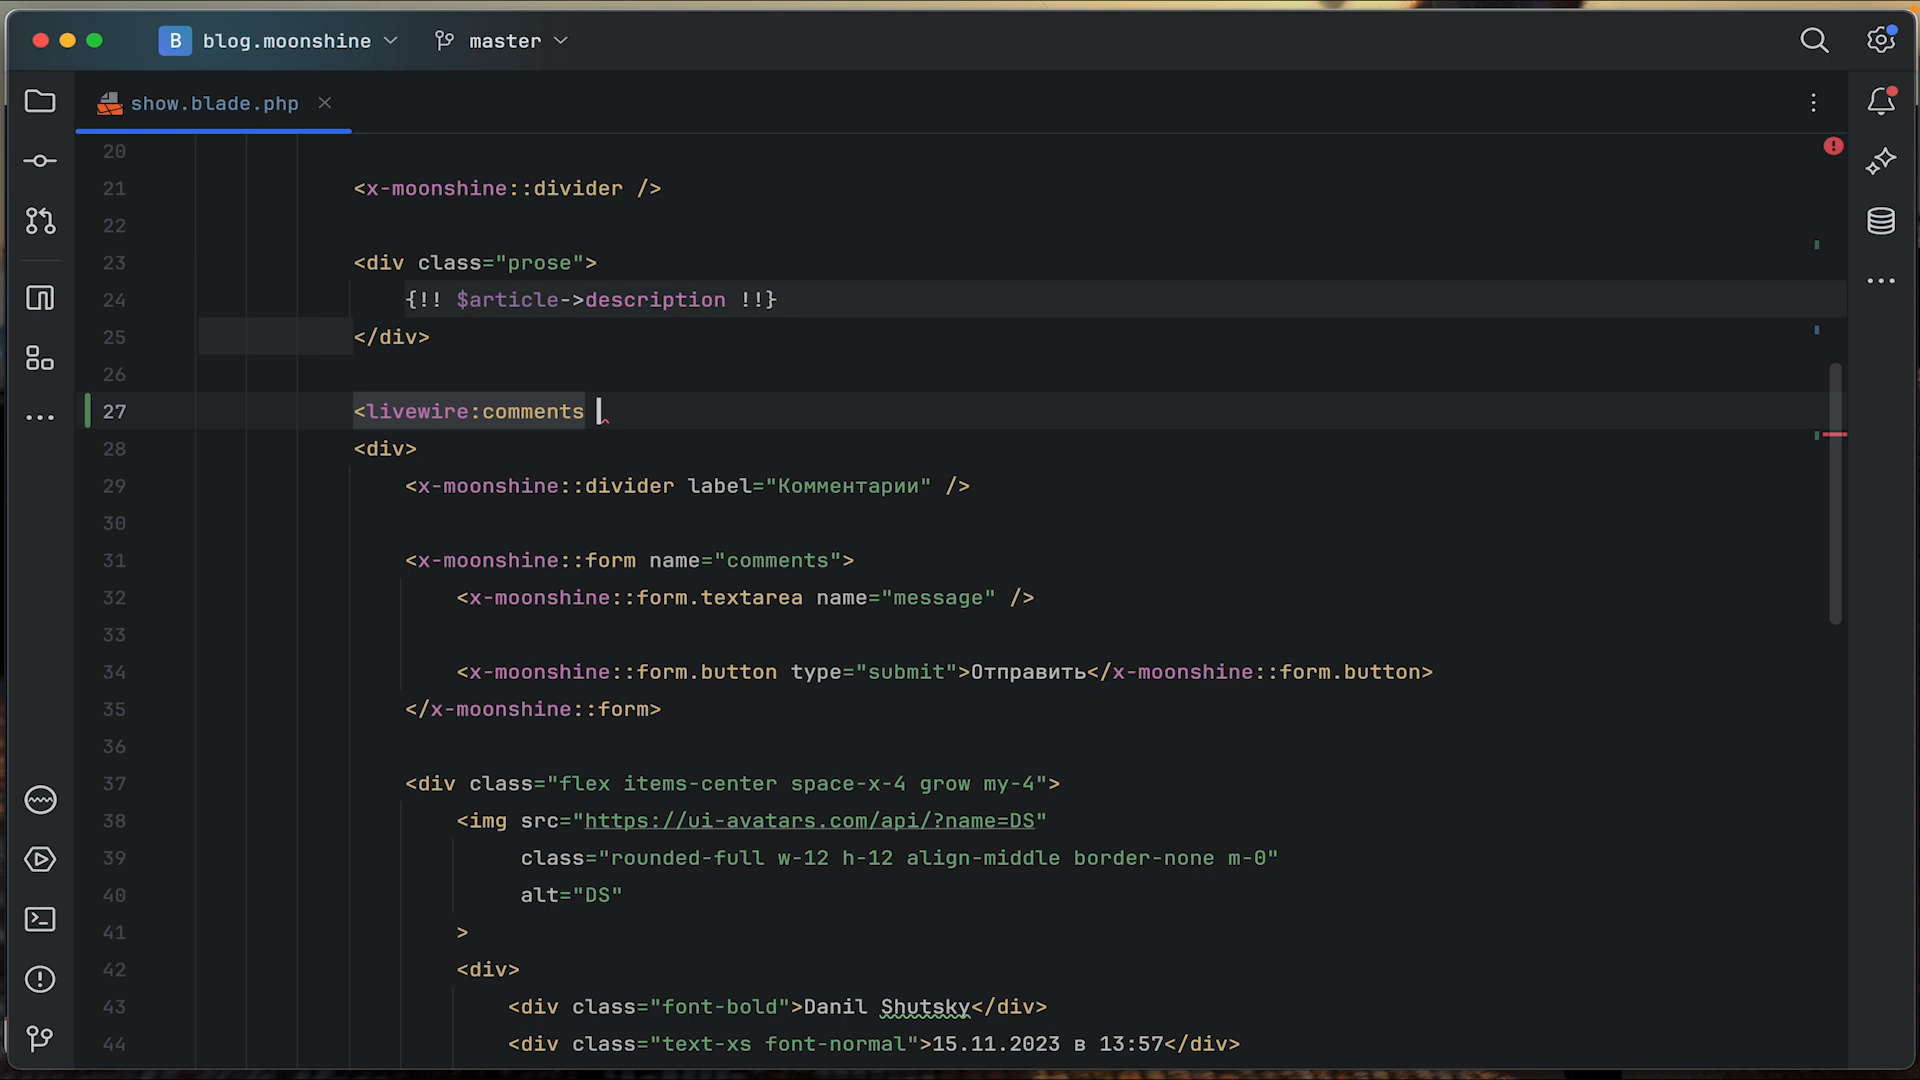 B blog.moonshine master
show.blade.php
20
21 <x-moonshine::divider />
22
23 <div class="prose">
24 {!! $article->description !!}
25 </div>
26
27 <livewire:comments
28 <div>
29 <x-moonshine::divider label="Комментарии" />
30
31 <x-moonshine::form name="comments">
32 <x-moonshine::form.textarea name="message" />
33
34 <x-moonshine::form.button type="submit">Отправить</x-moonshine::form.button>
35 </x-moonshine::form>
36
37 <div class="flex items-center space-x-4 grow my-4">
38 <img src="https://ui-avatars.com/api/?name=DS"
39 class="rounded-full w-12 h-12 align-middle border-none m-0"
40 alt="DS"
41 >
42 <div>
43 <div class="font-bold">Danil Shutsky</div>
44 <div class="text-xs font-normal">15.11.2023 в 13:57</div>